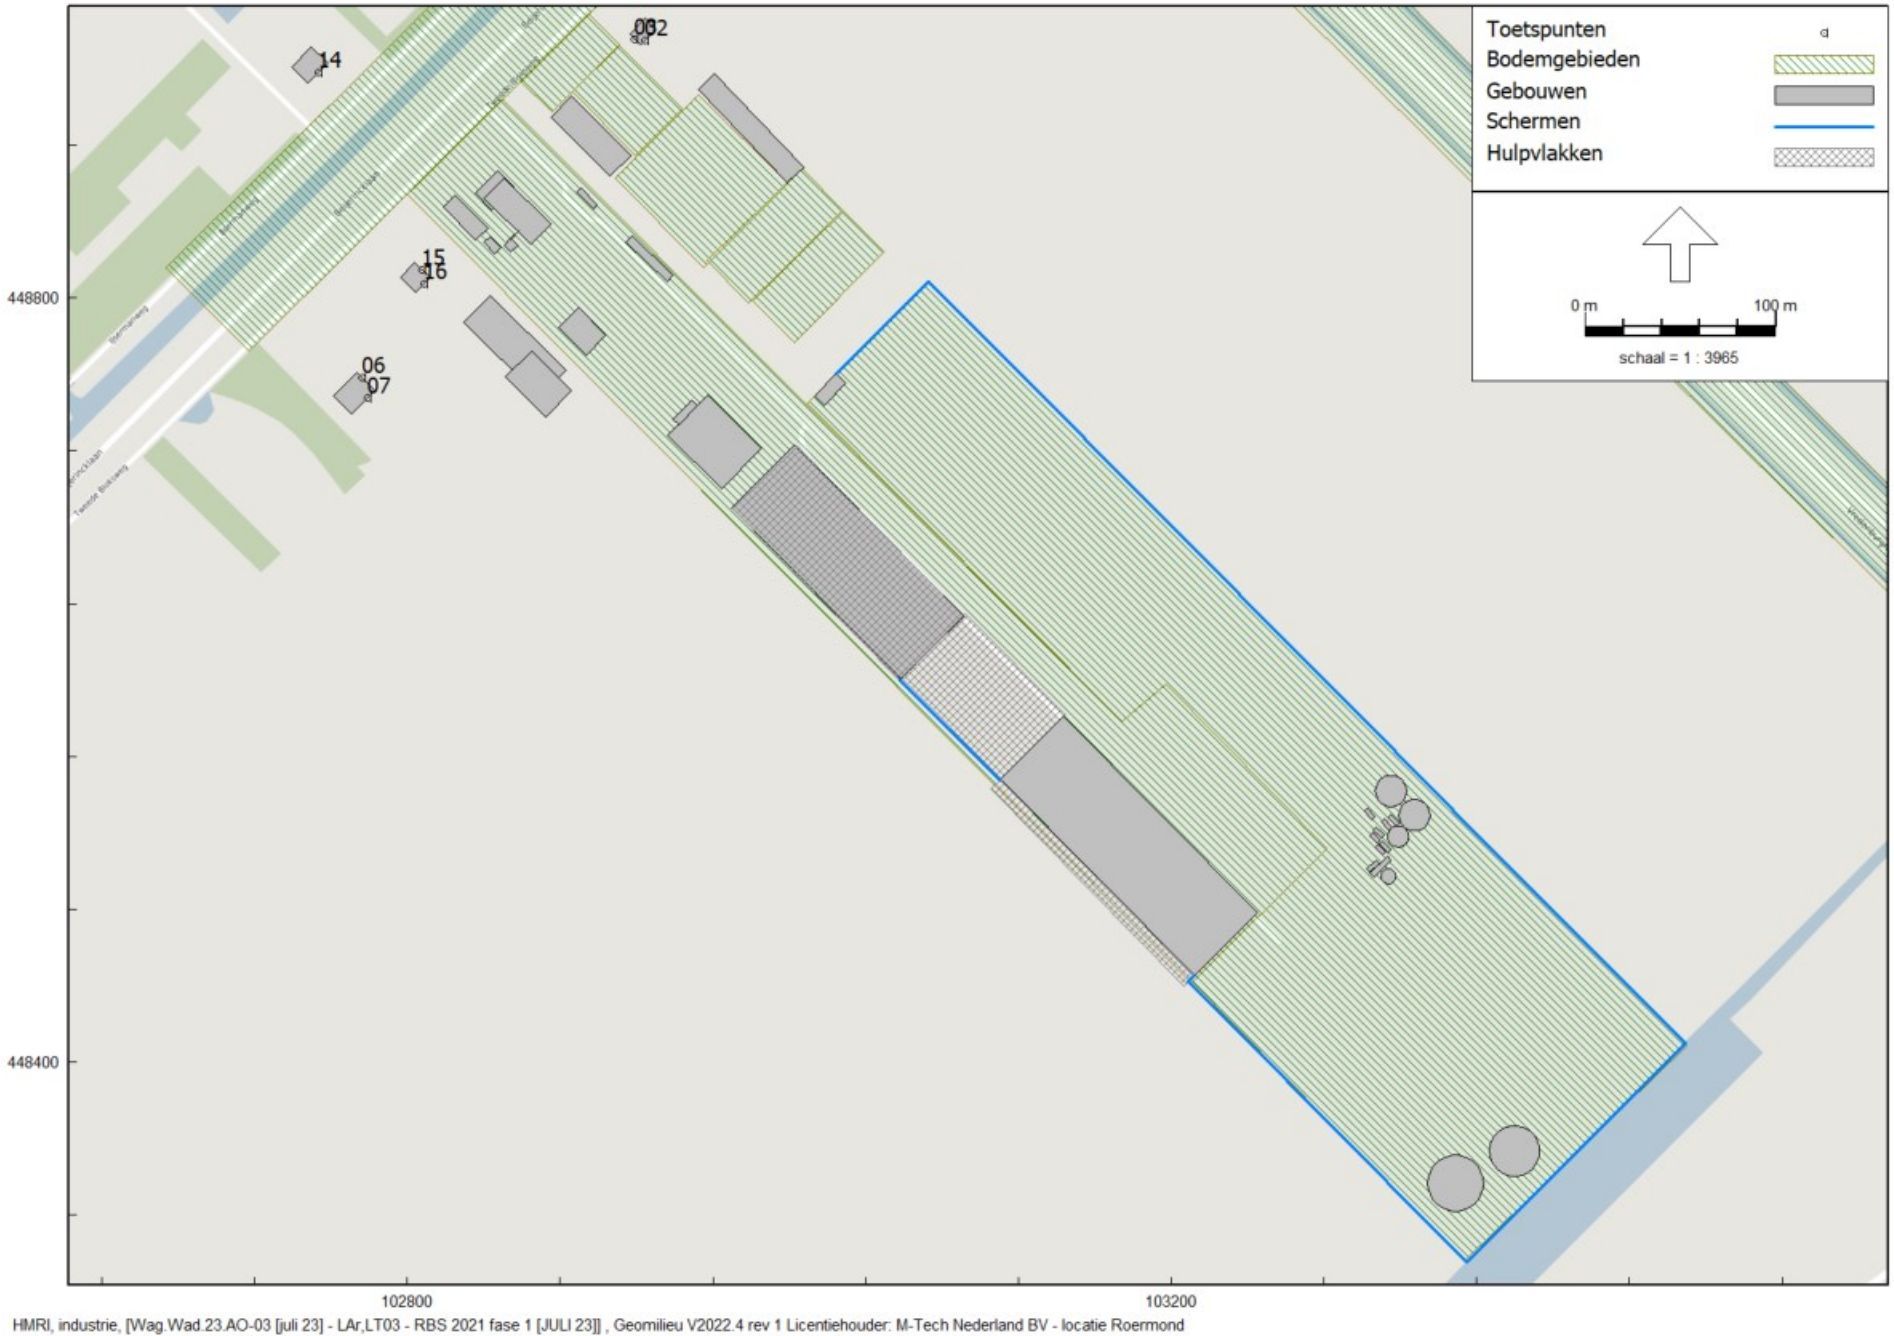 03
02
14
15
16
06
07
Toetspunten
Bodemgebieden
Gebouwen
Schermen
Hulpvlakken
0 m 100 m
schaal = 1 : 3965
448800
448400
102800 103200
HMRI, industrie, [Wag.Wad.23.AO-03 [juli 23] - LAr,LT03 - RBS 2021 fase 1 [JULI 23]] , Geomilieu V2022.4 rev 1 Licentiehouder: M-Tech Nederland BV - locatie Roermond